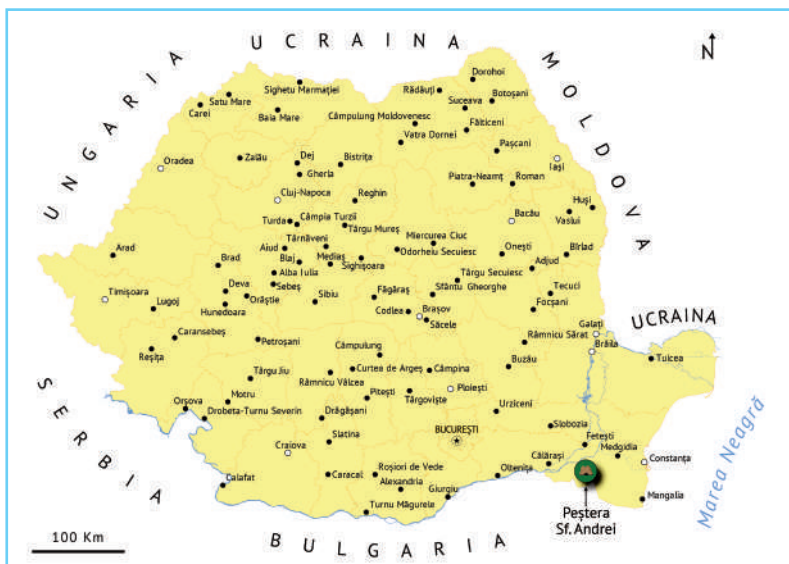 UCRAINA
N
UNGARIA
MOLDOVA
Dorohoi
Sighetu Marmației
Rădăuți
Satu Mare
Botoșani
Carei
Suceava
Baia Mare
Câmpulung Moldovenesc
Fălticeni
Vatra Dornei
Pașcani
Zalău
Dej
Bistrița
Iași
Oradea
Gherla
Piatra-Neamț
Roman
Cluj-Napoca
Reghin
Huși
Turda
Câmpia Turzii
Bacău
Vaslui
Târgu Mureș
Miercurea Ciuc
Arad
Târnăveni
Aiud
Odorheiu Secuiesc
Onești
Bîrlad
Brad
Blaj
Mediaș
Sighișoara
Adjud
Alba Iulia
Târgu Secuiesc
Deva
Sebeș
Timișoara
Orăștie
Sibiu
Făgăraș
Sfântu Gheorghe
Tecuci
Lugoj
Hunedoara
Codlea
Brașov
Focșani
Săcele
UCRAINA
Galați
Caransebeș
Petroșani
Râmnicu Sărat
Brăila
Reșița
Câmpulung
Tulcea
Buzău
Târgu Jiu
Curtea de Argeș
Câmpina
Râmnicu Vâlcea
Ploiești
Motru
Pitești
Târgoviște
Orșova
Urziceni
Drobeta-Turnu Severin
Drăgășani
SERBIA
Slobozia
Slatina
BUCUREȘTI
Fetești
Craiova
Medgidia
Călărași
Constanța
Calafat
Caracal
Roșiori de Vede
Oltenița
Alexandria
Giurgiu
Mangalia
Turnu Măgurele
Marea Neagră
Peștera
Sf. Andrei
100 Km
BULGARIA